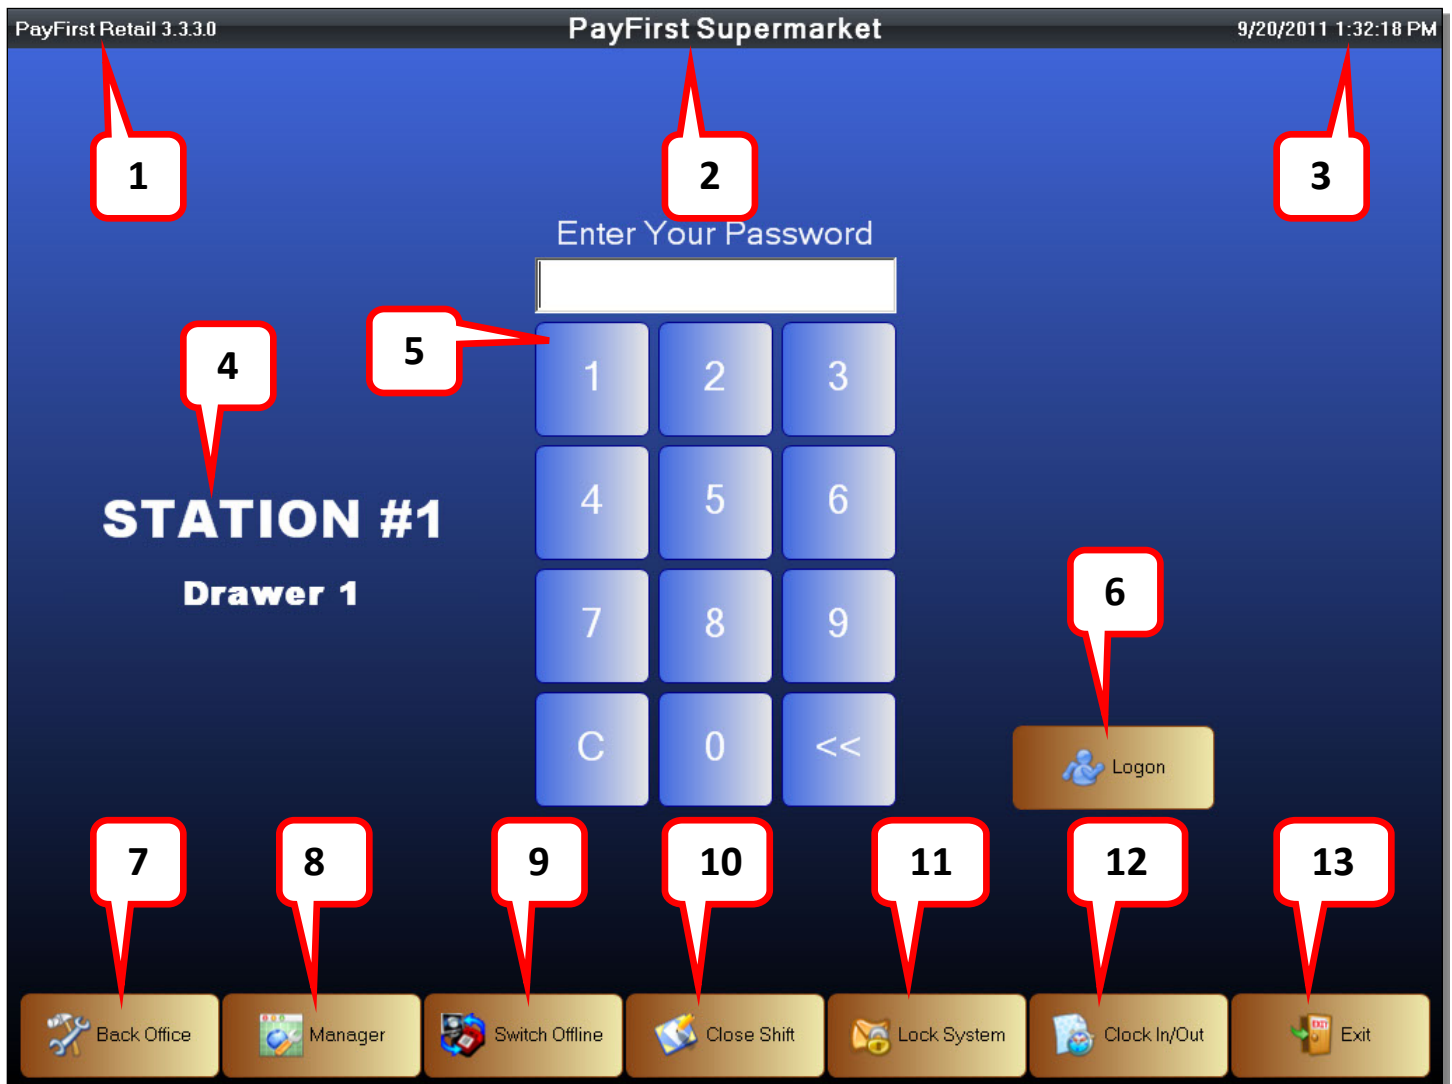 PayFirst Retail 3.3.3.0
PayFirst Supermarket
9/20/2011 1:32:18 PM
1
2
3
Enter Your Password
4
5
1 2 3
4 5 6
STATION #1
Drawer 1
7 8 9
6
C 0 <<
Logon
7
8
9
10
11
12
13
Back Office
Manager
Switch Offline
Close Shift
Lock System
Clock In/Out
EXIT
Exit